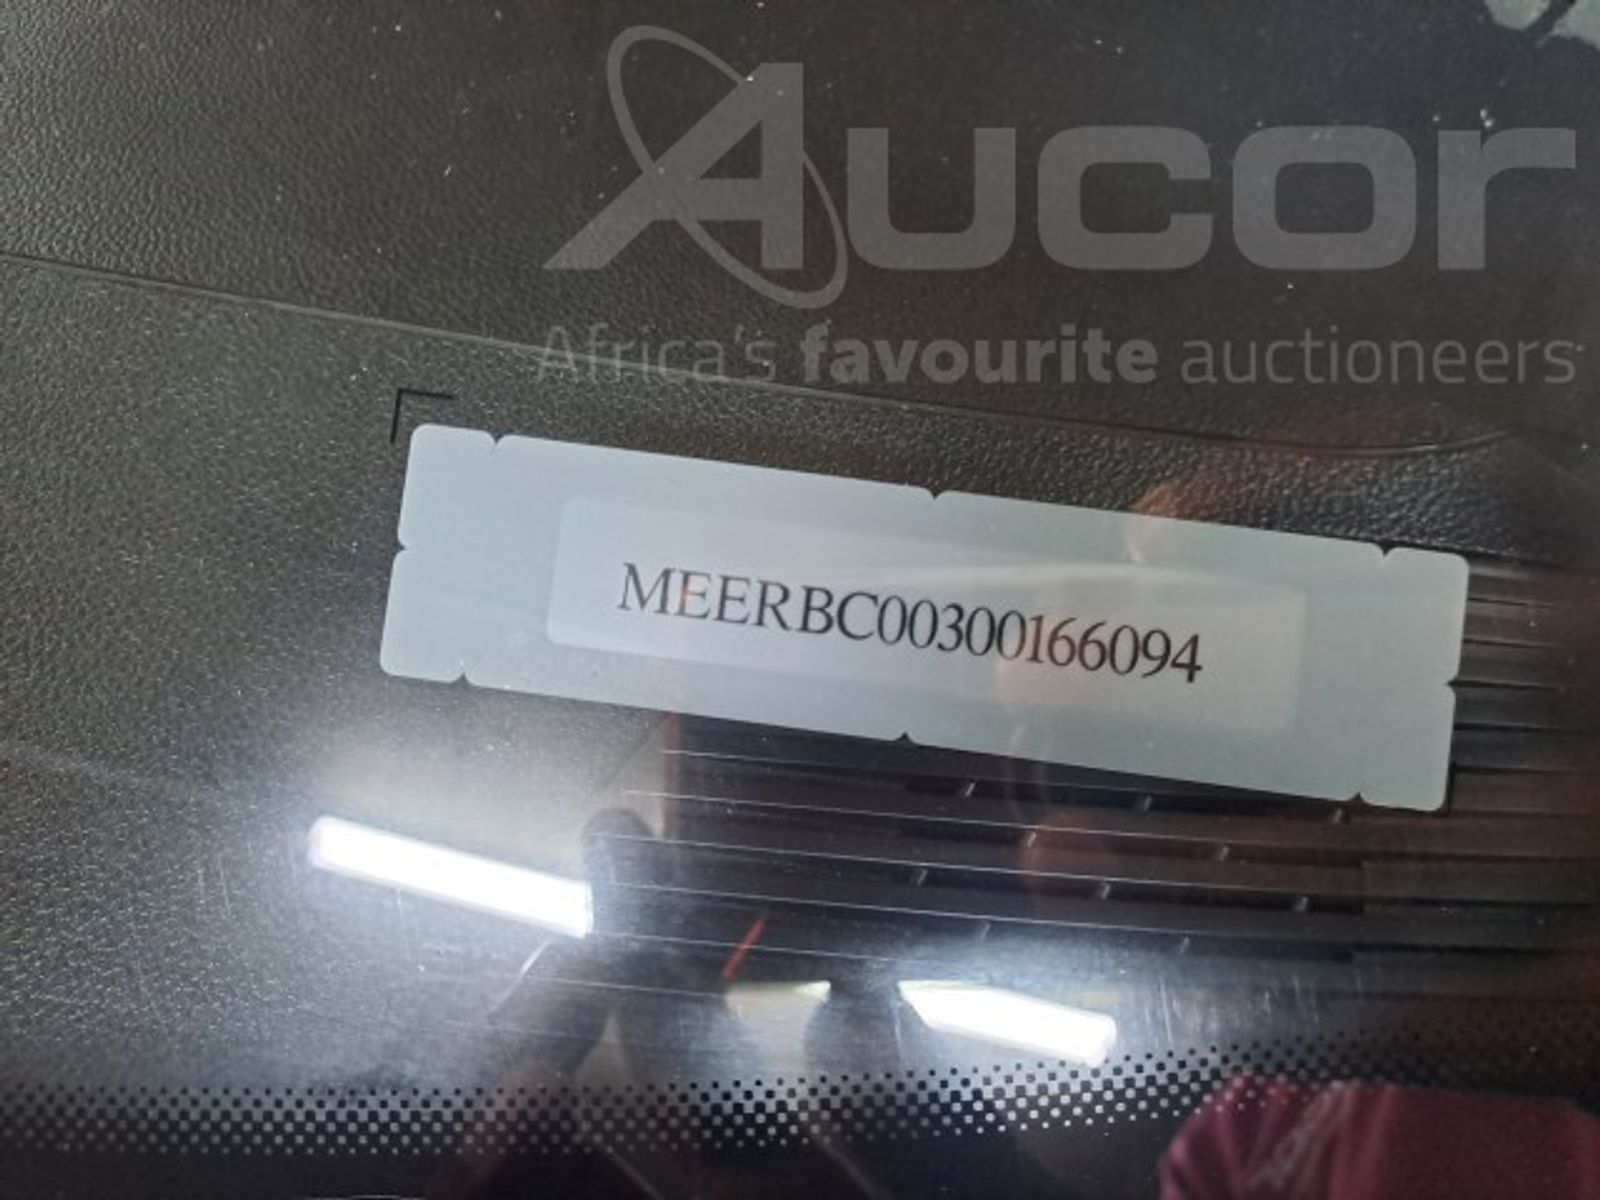 Aucor
Africa's favourite auctioneers
MEERBC00300166094